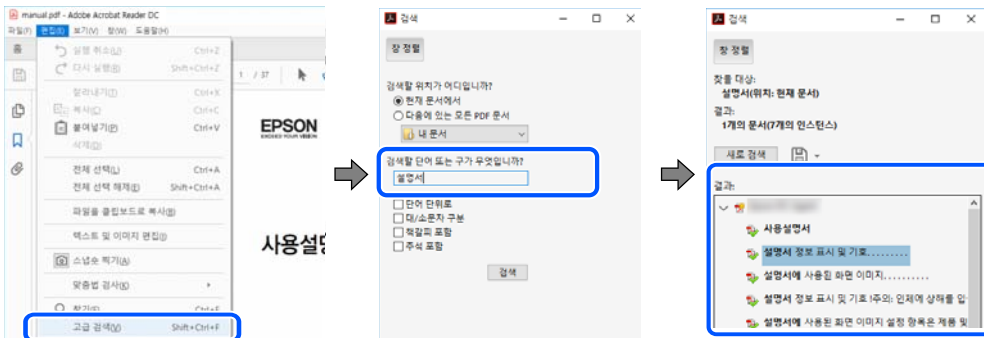 manual.pdf - Adobe Acrobat Reader DC
파일(F) 편집(E) 보기(V) 창(W) 도움말(H)
홈
실행 취소(U) Ctrl+Z
다시 실행(R) Shift+Ctrl+Z
잘라내기(T) Ctrl+X
복사(C) Ctrl+C
붙여넣기(P) Ctrl+V
삭제(D)
전체 선택(L) Ctrl+A
전체 선택 해제(E) Shift+Ctrl+A
파일을 클립보드로 복사(B)
텍스트 및 이미지 편집(I)
스냅숏 찍기(A)
맞춤법 검사(K)
찾기(F) Ctrl+F
고급 검색(V) Shift+Ctrl+F
1 / 37
EPSON
EXCEED YOUR VISION
사용설명
검색
창 정렬
검색할 위치가 어디입니까?
현재 문서에서
다음에 있는 모든 PDF 문서
내 문서
검색할 단어 또는 구가 무엇입니까?
설명서
단어 단위로
대/소문자 구분
책갈피 포함
주석 포함
검색
검색
창 정렬
찾을 대상:
설명서(위치: 현재 문서)
결과:
1개의 문서(7개의 인스턴스)
새로 검색
결과:
사용설명서
설명서 정보 표시 및 기호.........
설명서에 사용된 화면 이미지..........
설명서 정보 표시 및 기호 !주의: 인체에 상해를 입
설명서에 사용된 화면 이미지 설정 항목은 제품 및